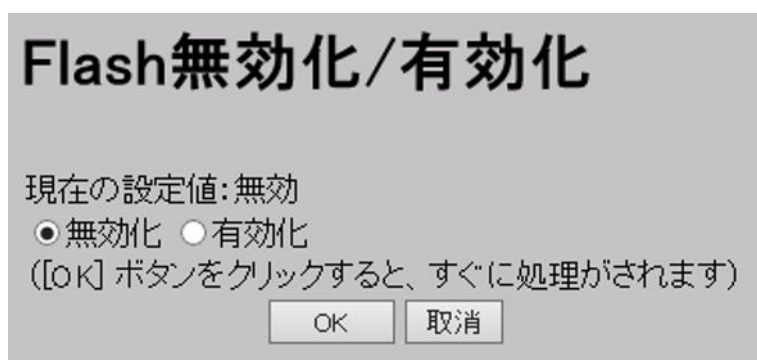 Flash無効化/有効化
現在の設定値:無効
無効化 有効化
([OK] ボタンをクリックすると、すぐに処理がされます)
OK 取消